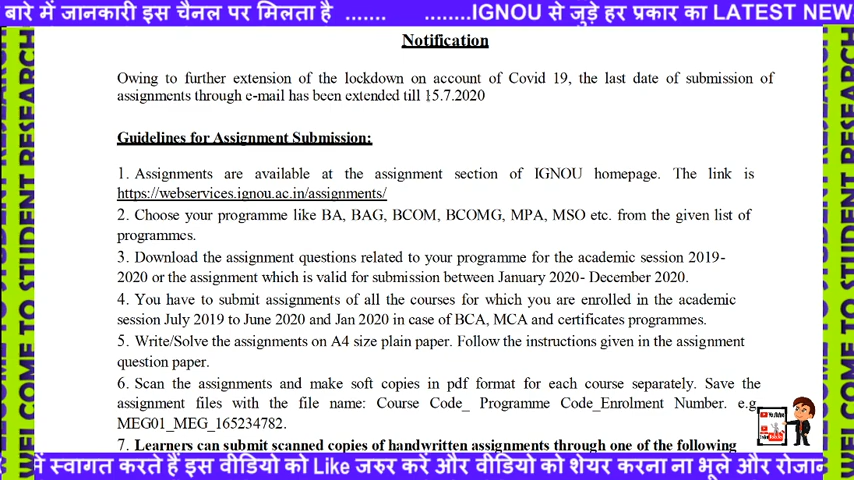 बारे में जानकारी इस चैनल पर मिलता है ....... ........IGNOU से जुड़े हर प्रकार का LATEST NEW
Notification
Owing to further extension of the lockdown on account of Covid 19, the last date of submission of
assignments through e-mail has been extended till 15.7.2020
Guidelines for Assignment Submission:
1. Assignments are available at the assignment section of IGNOU homepage. The link is
https://webservices.ignou.ac.in/assignments/
2. Choose your programme like BA, BAG, BCOM, BCOMG, MPA, MSO etc. from the given list of
programmes.
3. Download the assignment questions related to your programme for the academic session 2019-
2020 or the assignment which is valid for submission between January 2020- December 2020.
4. You have to submit assignments of all the courses for which you are enrolled in the academic
session July 2019 to June 2020 and Jan 2020 in case of BCA, MCA and certificates programmes.
5. Write/Solve the assignments on A4 size plain paper. Follow the instructions given in the assignment
question paper.
6. Scan the assignments and make soft copies in pdf format for each course separately. Save the
assignment files with the file name: Course Code_ Programme Code_Enrolment Number. e.g.
MEG01_MEG_165234782.
7. Learners can submit scanned copies of handwritten assignments through one of the following
में स्वागत करते हैं इस वीडियो को Like जरुर करें और वीडियो को शेयर करना ना भूले और रोजान
WELCOME TO STUDENT RESEARCH
WELCOME TO STUDENT RESEARCH